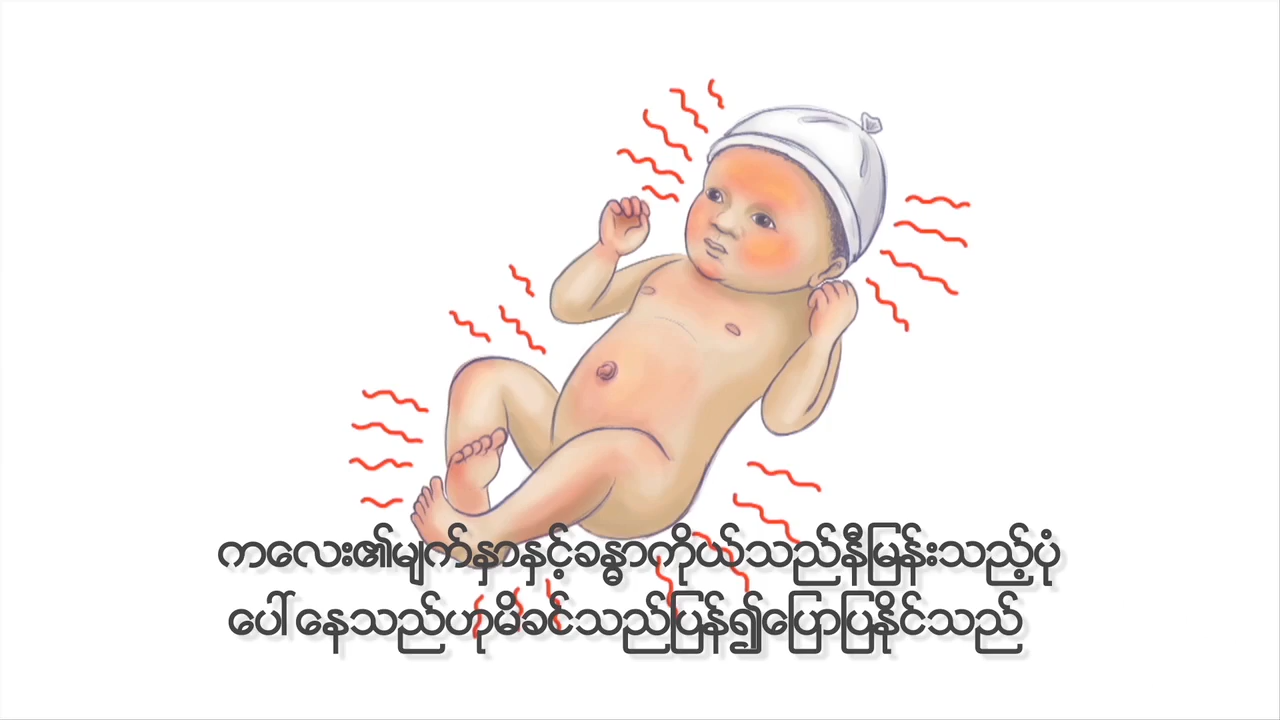 ကလေး၏မျက်နှာနှင့်ခန္ဓာကိုယ်သည်နီမြန်းသည့်ပုံ
ပေါ်နေသည်ဟုမိခင်သည်ပြန်၍ပြောပြနိုင်သည်